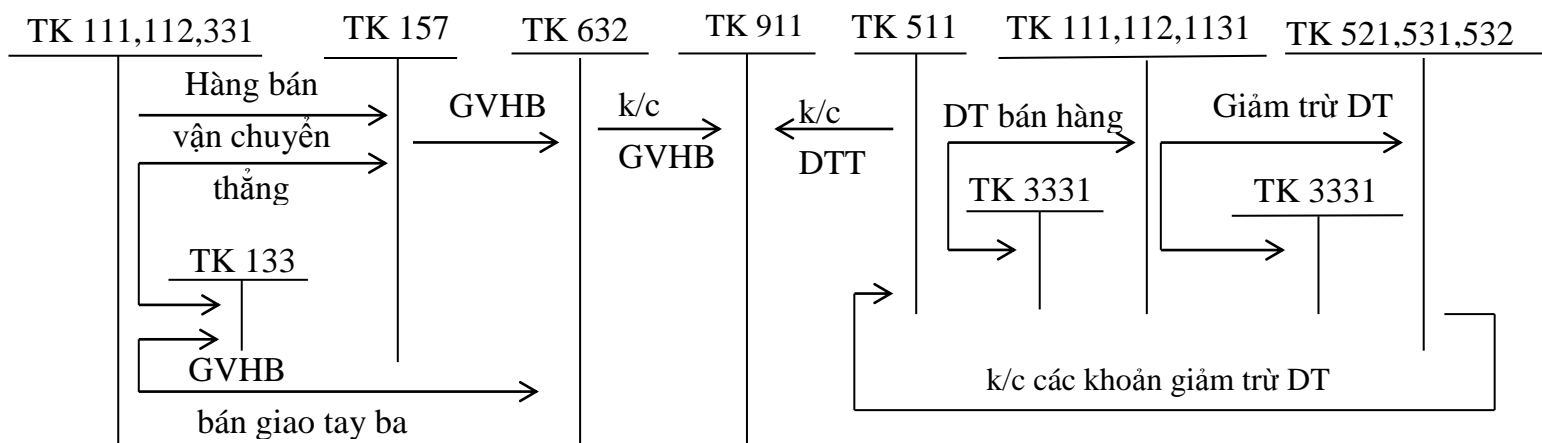 TK 111,112,331 TK 157 TK 632 TK 911 TK 511 TK 111,112,1131 TK 521,531,532
Hàng bán GVHB k/c k/c DT bán hàng Giảm trừ DT
vận chuyển GVHB DTT
thẳng TK 3331 TK 3331
TK 133
GVHB k/c các khoản giảm trừ DT
bán giao tay ba